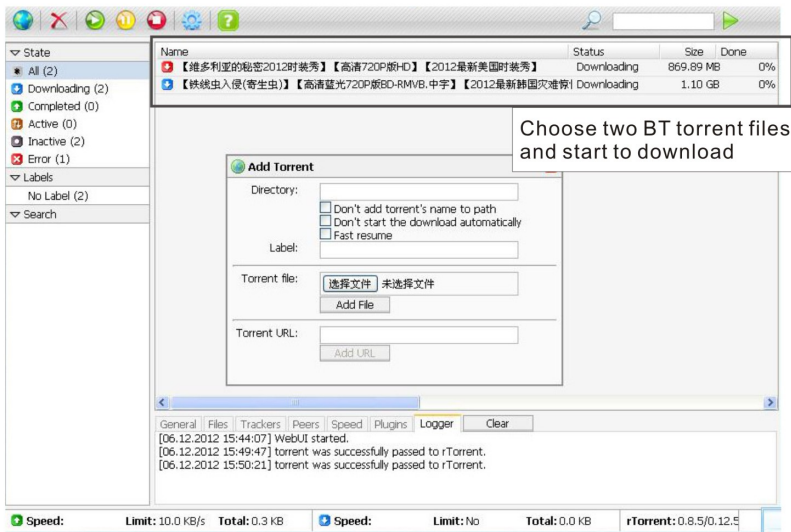 Name Status Size Done
【维多利亚的秘密2012时装秀】【高清720P版HD】【2012最新美国时装秀】 Downloading 869.89 MB 0%
【铁线虫入侵(寄生虫)】【高清蓝光720P版BD-RMVB.中字】【2012最新韩国灾难惊 Downloading 1.10 GB 0%
State
All (2)
Downloading (2)
Completed (0)
Active (0)
Inactive (2)
Error (1)
Labels
No Label (2)
Search
Choose two BT torrent files
and start to download
Add Torrent
Directory:
Don't add torrent's name to path
Don't start the download automatically
Fast resume
Label:
Torrent file: 选择文件 未选择文件
Add File
Torrent URL:
Add URL
General Files Trackers Peers Speed Plugins Logger Clear
[06.12.2012 15:44:07] WebUI started.
[06.12.2012 15:49:47] torrent was successfully passed to rTorrent.
[06.12.2012 15:50:21] torrent was successfully passed to rTorrent.
Speed: Limit: 10.0 KB/s Total: 0.3 KB Speed: Limit: No Total: 0.0 KB rTorrent: 0.8.5/0.12.5